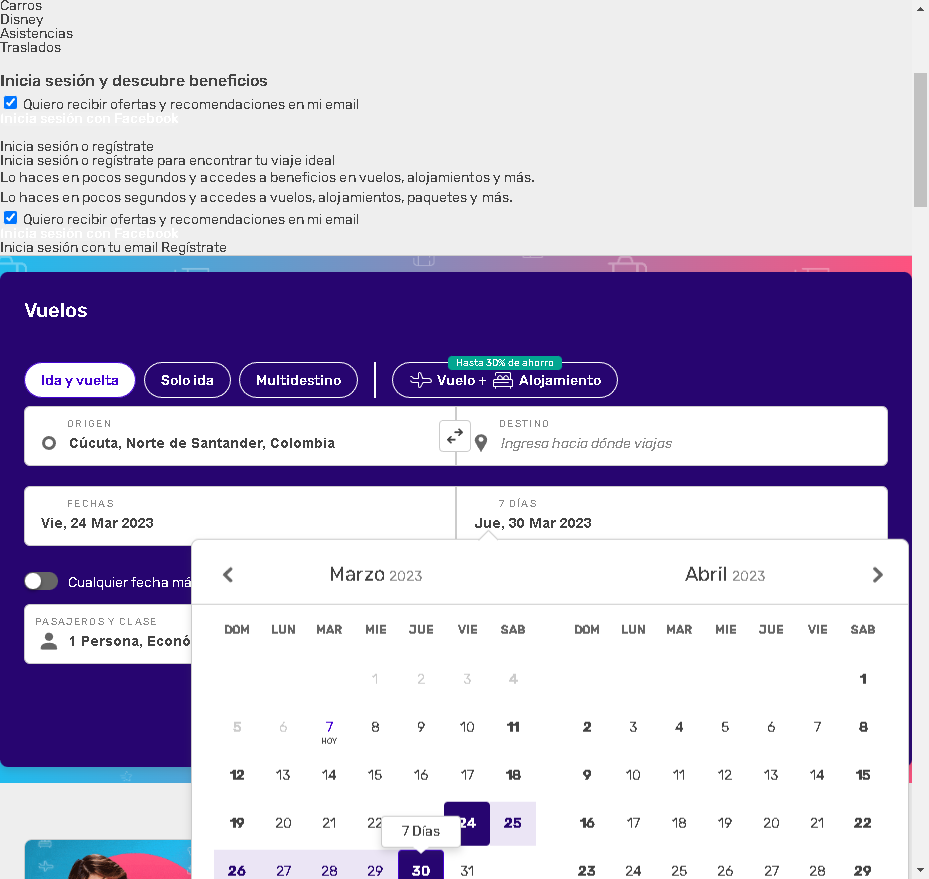 Carros
Disney
Asistencias
Traslados
Inicia sesión y descubre beneficios
Quiero recibir ofertas y recomendaciones en mi email
Inicia sesión con Facebook
Inicia sesión o regístrate
Inicia sesión o regístrate para encontrar tu viaje ideal
Lo haces en pocos segundos y accedes a beneficios en vuelos, alojamientos y más.
Lo haces en pocos segundos y accedes a vuelos, alojamientos, paquetes y más.
Quiero recibir ofertas y recomendaciones en mi email
Inicia sesión con Facebook
Inicia sesión con tu email Regístrate
Vuelos
Hasta 30% de ahorro
Ida y vuelta Solo ida Multidestino Vuelo + Alojamiento
ORIGEN DESTINO
Cúcuta, Norte de Santander, Colombia Ingresa hacia dónde viajas
FECHAS 7 DÍAS
Vie, 24 Mar 2023 Jue, 30 Mar 2023
Cualquier fecha má
PASAJEROS Y CLASE
1 Persona, Econó
Marzo 2023 Abril 2023
DOM LUN MAR MIE JUE VIE SAB DOM LUN MAR MIE JUE VIE SAB
1 2 3 4 1
5 6 7 8 9 10 11 2 3 4 5 6 7 8
HOY
12 13 14 15 16 17 18 9 10 11 12 13 14 15
19 20 21 22 24 25 16 17 18 19 20 21 22
7 Días
26 27 28 29 30 31 23 24 25 26 27 28 29